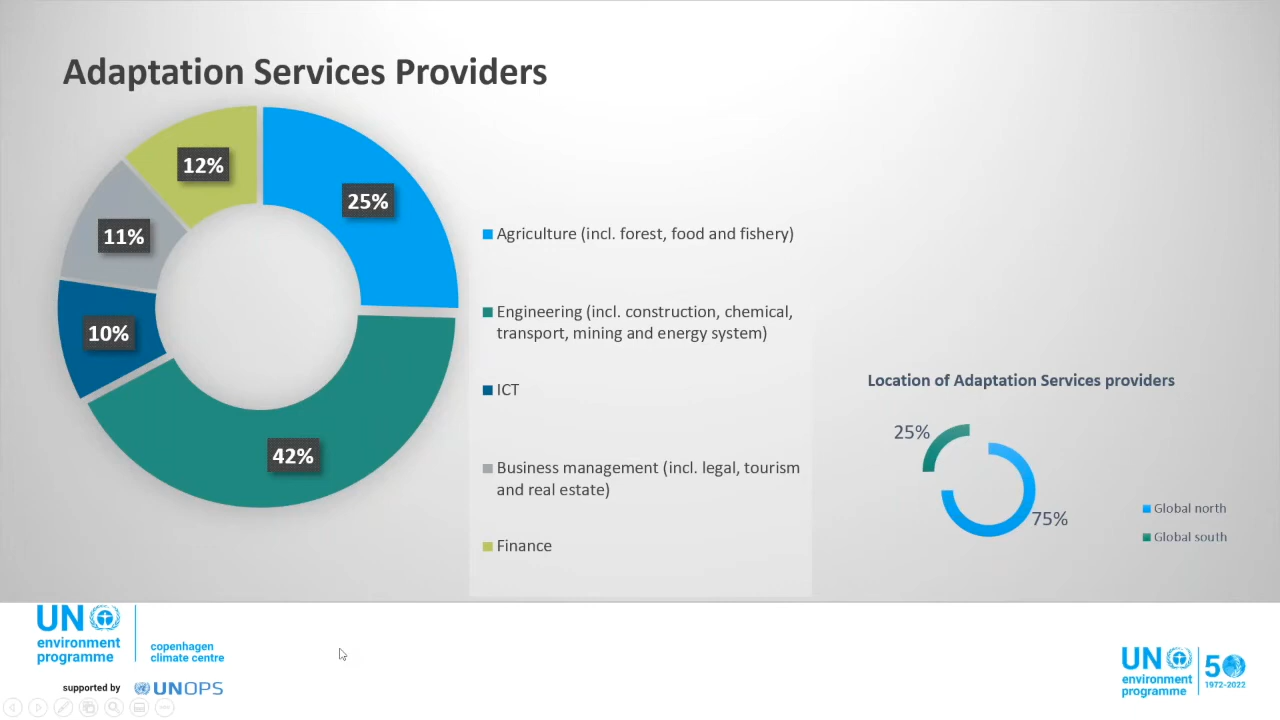 Adaptation Services Providers
12%
25%
11%
10%
42%
Agriculture (incl. forest, food and fishery)
Engineering (incl. construction, chemical,
transport, mining and energy system)
ICT
Business management (incl. legal, tourism
and real estate)
Finance
Location of Adaptation Services providers
25%
75%
Global north
Global south
UN
environment
programme
copenhagen
climate centre
supported by
UNOPS
UN
environment
programme
50
1972-2022